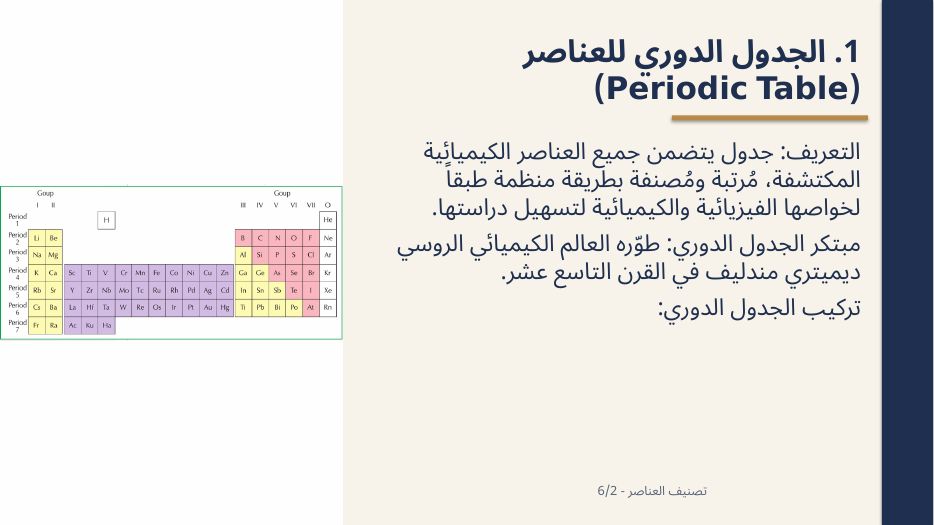 1. الجدول الدوري للعناصر
(Periodic Table)
التعريف: جدول يتضمن جميع العناصر الكيميائية
المكتشفة، مُرتبة ومُصنفة بطريقة منظمة طبقاً
لخواصها الفيزيائية والكيميائية لتسهيل دراستها.
مبتكر الجدول الدوري: طوّره العالم الكيميائي الروسي
ديميتري مندليف في القرن التاسع عشر.
تركيب الجدول الدوري:
Goup Goup
I II III IV V VI VII O
Period 1 H He
Period 2 Li Be B C N O F Ne
Period 3 Na Mg Al Si P S Cl Ar
Period 4 K Ca Sc Ti V Cr Mn Fe Co Ni Cu Zn Ga Ge As Se Br Kr
Period 5 Rb Sr Y Zr Nb Mo Tc Ru Rh Pd Ag Cd In Sn Sb Te I Xe
Period 6 Cs Ba La Hf Ta W Re Os Ir Pt Au Hg Ti Pb Bi Po At Rn
Period 7 Fr Ra Ac Ku Ha
تصنيف العناصر - 6/2